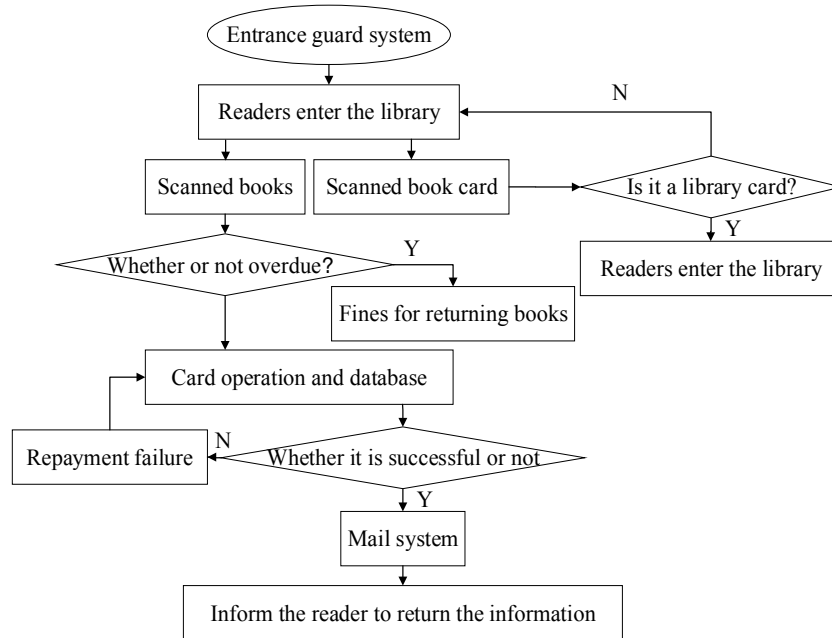 Entrance guard system
Readers enter the library
N
Scanned books
Scanned book card
Is it a library card?
Y
Readers enter the library
Whether or not overdue?
Y
Fines for returning books
Card operation and database
Repayment failure
N
Whether it is successful or not
Y
Mail system
Inform the reader to return the information